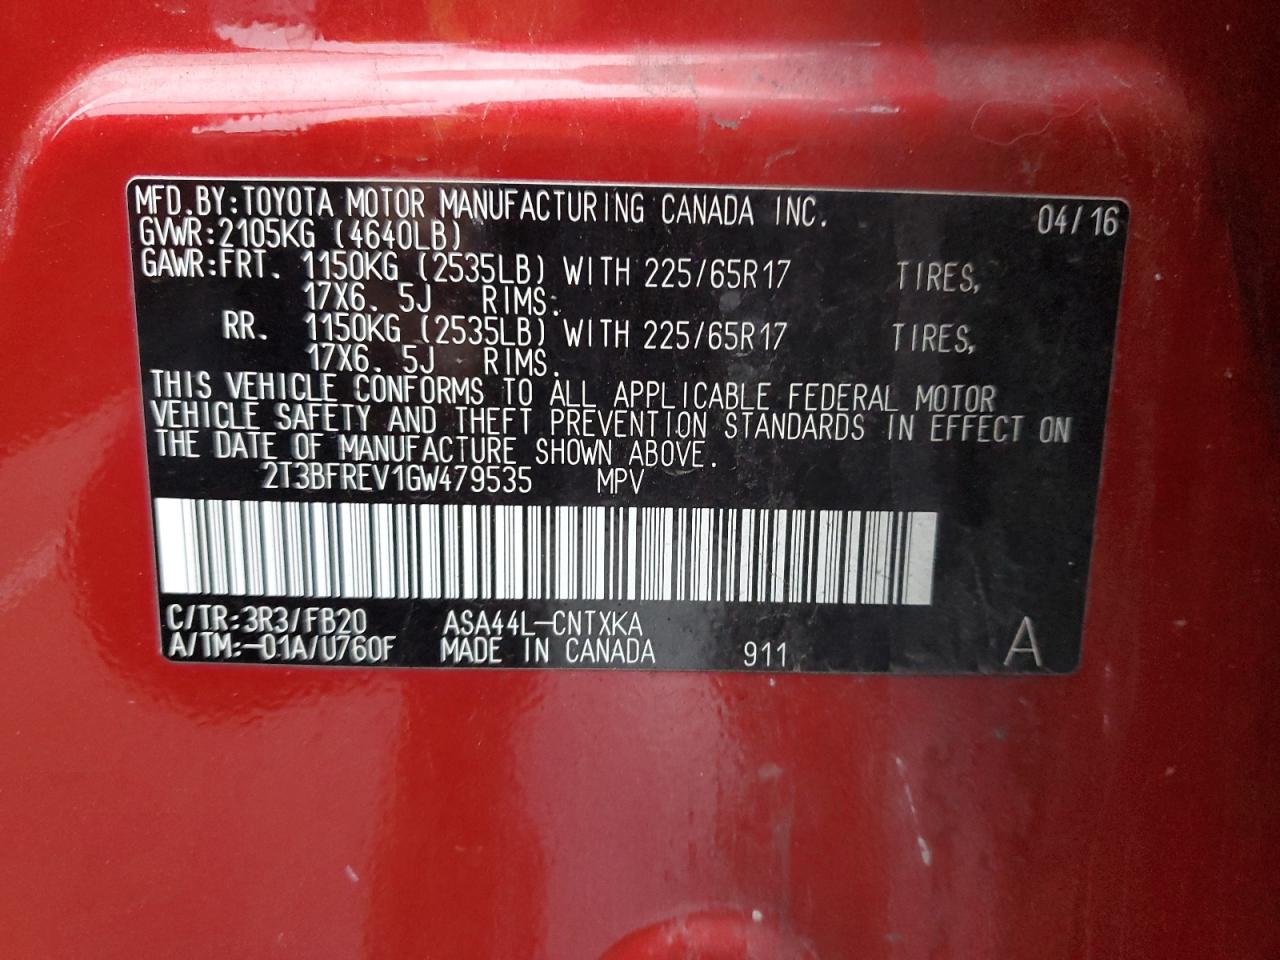 MFD.BY:TOYOTA MOTOR MANUFACTURING CANADA INC. 04/16
GVWR:2105KG (4640LB)
GAWR:FRT. 1150KG (2535LB) WITH 225/65R17 TIRES,
17X6.5J RIMS:
RR. 1150KG (2535LB) WITH 225/65R17 TIRES,
17X6.5J RIMS.
THIS VEHICLE CONFORMS TO ALL APPLICABLE FEDERAL MOTOR
VEHICLE SAFETY AND THEFT PREVENTION STANDARDS IN EFFECT ON
THE DATE OF MANUFACTURE SHOWN ABOVE.
2T3BFREV1GW479535 MPV
C/TR:3R3/FB20 ASA44L-CNTXKA
A/TM:-01A/U760F MADE IN CANADA 911 A